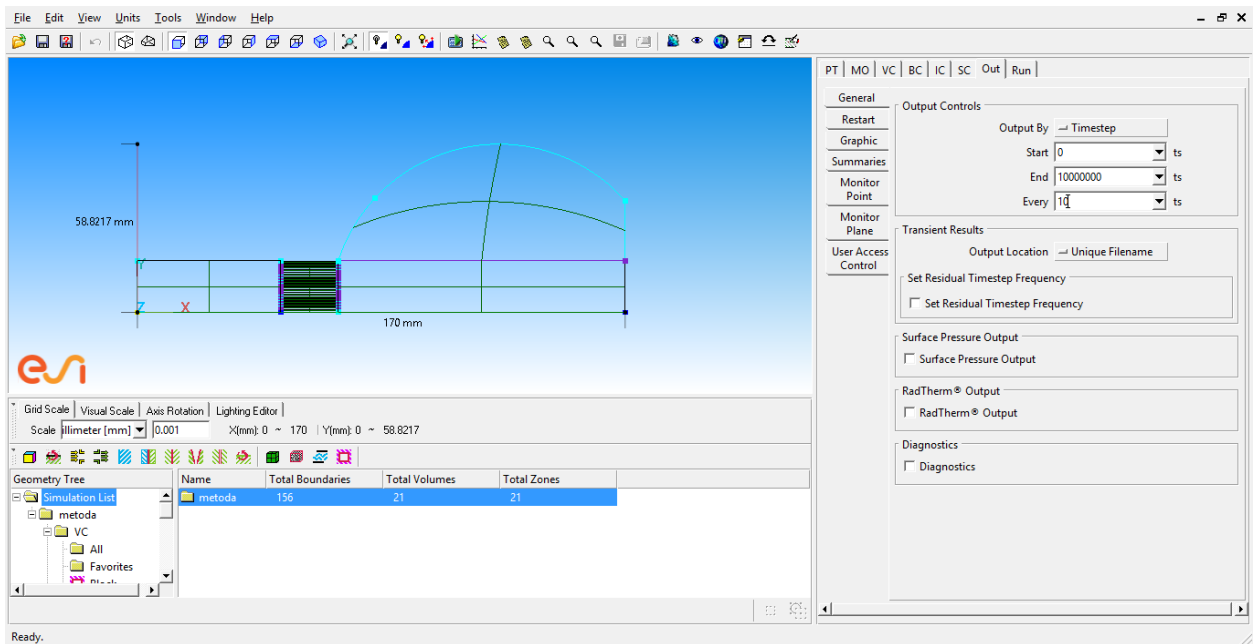 File Edit View Units Tools Window Help
PT MO VC BC IC SC Out Run
General
Restart
Graphic
Summaries
Monitor
Point
Monitor
Plane
User Access
Control
Output Controls
Output By Timestep
Start 0 ts
End 10000000 ts
Every 10 ts
Transient Results
Output Location Unique Filename
Set Residual Timestep Frequency
Set Residual Timestep Frequency
Surface Pressure Output
Surface Pressure Output
RadTherm® Output
RadTherm® Output
Diagnostics
Diagnostics
58.8217 mm
Y
Z X
170 mm
esi
Grid Scale Visual Scale Axis Rotation Lighting Editor
Scale illimeter [mm] 0.001 X(mm): 0 ~ 170 Y(mm): 0 ~ 58.8217
Geometry Tree
Simulation List
metoda
VC
All
Favorites
Block
Name Total Boundaries Total Volumes Total Zones
metoda 156 21 21
Ready.